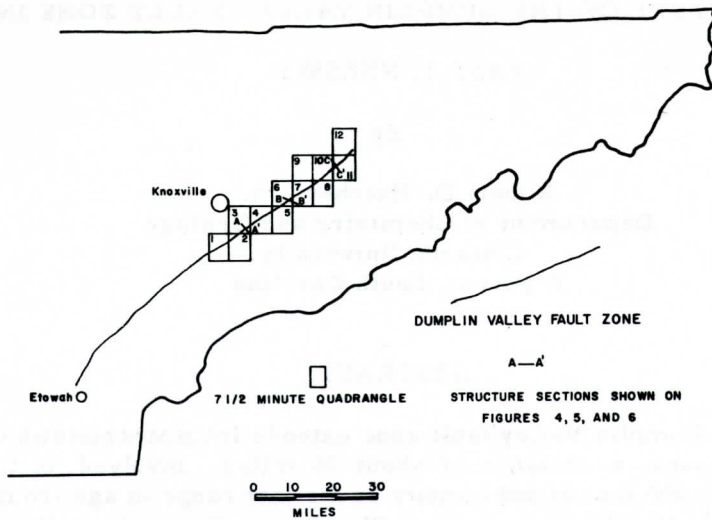 12
9
10
C
C'
11
6
7
8
B
B'
5
Knoxville
3
4
A
A'
1
2
DUMPLIN VALLEY FAULT ZONE
A—A'
Etowah
7 1/2 MINUTE QUADRANGLE
STRUCTURE SECTIONS SHOWN ON
FIGURES 4, 5, AND 6
0 10 20 30
MILES